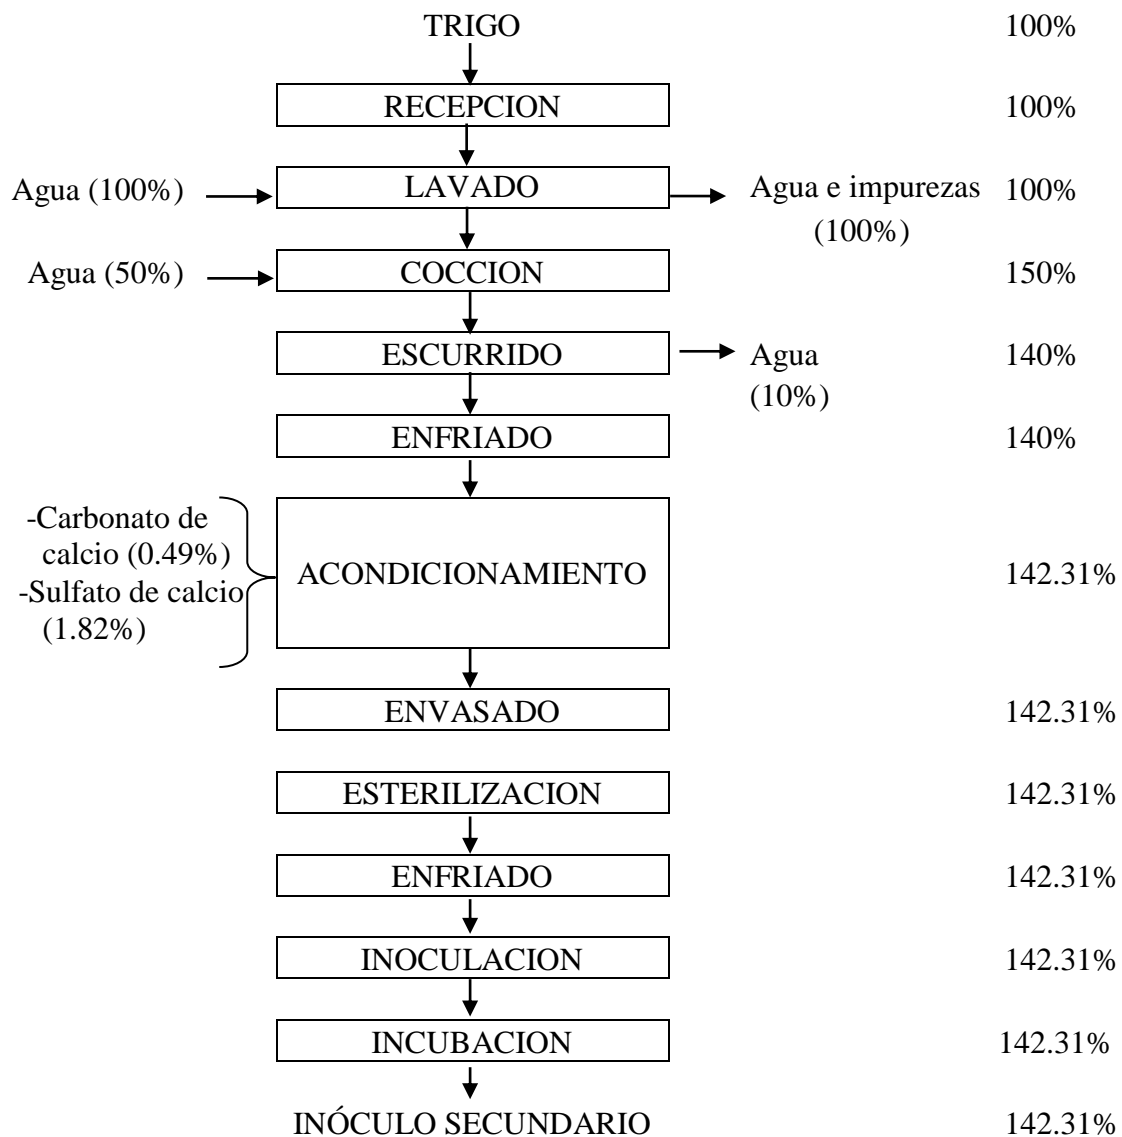 TRIGO 100%
RECEPCION 100%
Agua (100%) LAVADO Agua e impurezas 100%
(100%)
Agua (50%) COCCION 150%
ESCURRIDO Agua 140%
(10%)
ENFRIADO 140%
-Carbonato de
calcio (0.49%)
ACONDICIONAMIENTO 142.31%
-Sulfato de calcio
(1.82%)
ENVASADO 142.31%
ESTERILIZACION 142.31%
ENFRIADO 142.31%
INOCULACION 142.31%
INCUBACION 142.31%
INÓCULO SECUNDARIO 142.31%